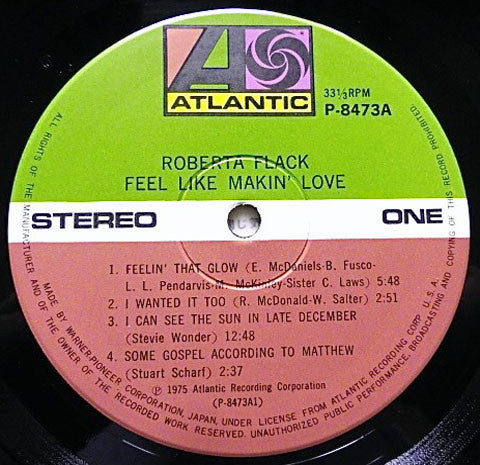 ATLANTIC
33⅓RPM
P-8473A
ROBERTA FLACK
FEEL LIKE MAKIN' LOVE
STEREO ONE
1. FEELIN' THAT GLOW (E. McDaniels-B. Fusco-
L. L. Pendarvis-M. McKinley-Sister C. Laws) 5:48
2. I WANTED IT TOO (R. McDonald-W. Salter) 2:51
3. I CAN SEE THE SUN IN LATE DECEMBER
(Stevie Wonder) 12:48
4. SOME GOSPEL ACCORDING TO MATTHEW
(Stuart Scharf) 2:37
Ⓟ 1975 Atlantic Recording Corporation
(P-8473A1)
MADE BY WARNER-PIONEER CORPORATION, JAPAN, UNDER LICENSE FROM ATLANTIC RECORDING CORP. U.S.A.
ALL RIGHTS OF THE MANUFACTURER AND OF THE OWNER OF THE RECORDED WORK RESERVED. UNAUTHORIZED PUBLIC PERFORMANCE, BROADCASTING AND COPYING OF THIS RECORD PROHIBITED.